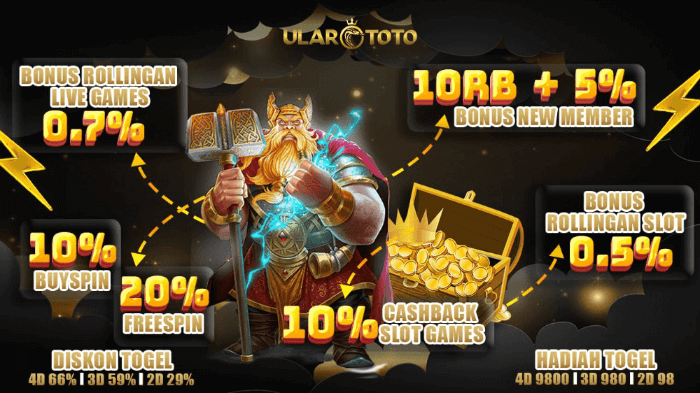 ULAR TOTO
BONUS ROLLINGAN
LIVE GAMES
0.7%
10RB + 5%
BONUS NEW MEMBER
BONUS
ROLLINGAN SLOT
0.5%
10%
BUYSPIN
20%
FREESPIN
10% CASHBACK
SLOT GAMES
DISKON TOGEL
4D 66% | 3D 59% | 2D 29%
HADIAH TOGEL
4D 9800 | 3D 980 | 2D 98